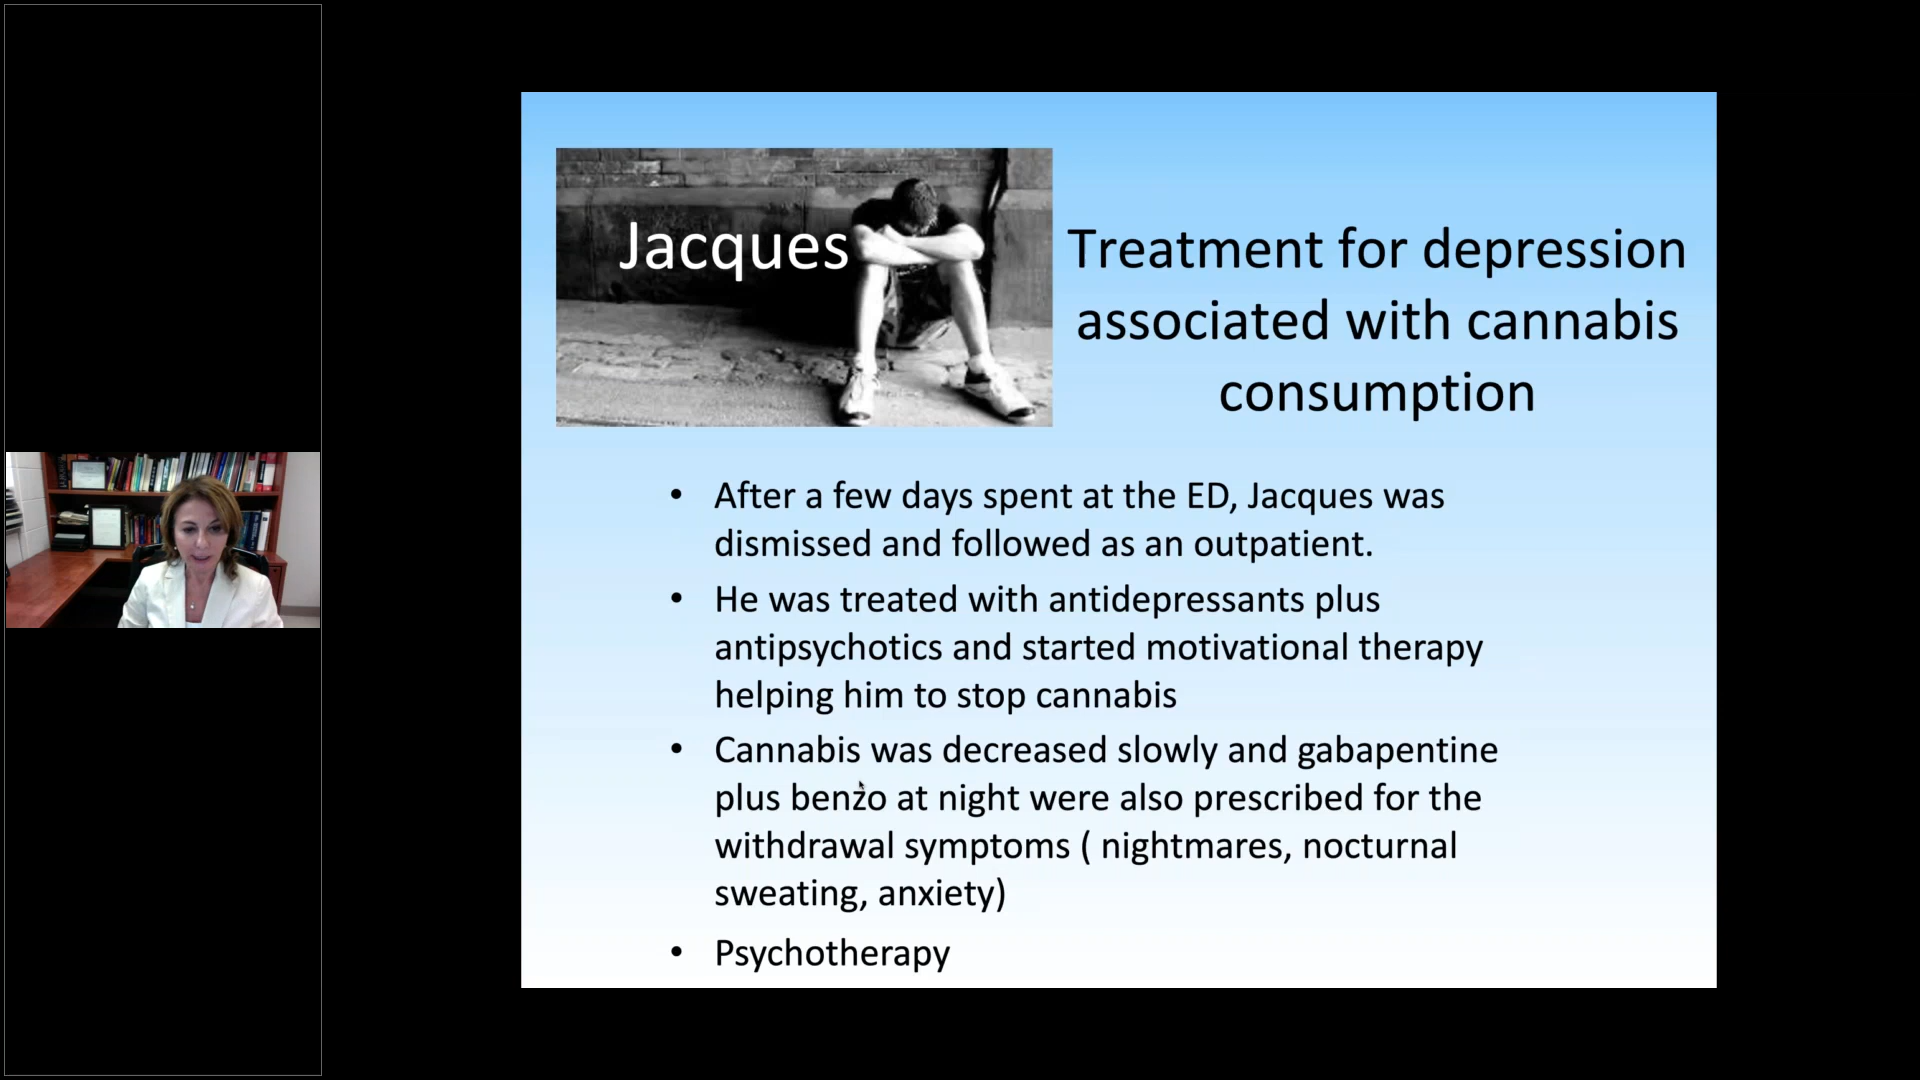 Jacques
Treatment for depression
associated with cannabis
consumption
• After a few days spent at the ED, Jacques was
dismissed and followed as an outpatient.
• He was treated with antidepressants plus
antipsychotics and started motivational therapy
helping him to stop cannabis
• Cannabis was decreased slowly and gabapentine
plus benzo at night were also prescribed for the
withdrawal symptoms ( nightmares, nocturnal
sweating, anxiety)
• Psychotherapy